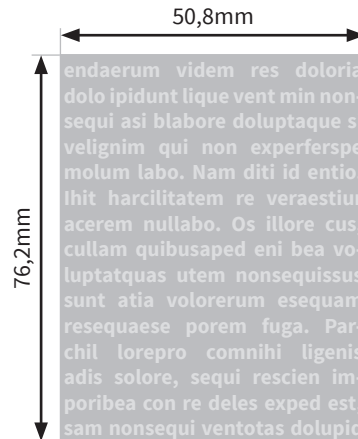 50,8mm
76,2mm
endaerum videm res doloria
dolo ipidunt lique vent min non-
sequi asi blabore doluptaque s
velignim qui non experferspe
molum labo. Nam diti id entio.
Ihit harcilitatem re veraestiur
acerem nullabo. Os illore cus
cullam quibusaped eni bea vo-
luptatquas utem nonsequissus
sunt atia volorerum esequam
resequaese porem fuga. Par-
chil lorepro comnihi ligenis
adis solore, sequi rescien im-
poribea con re deles exped est
sam nonsequi ventotas dolupic